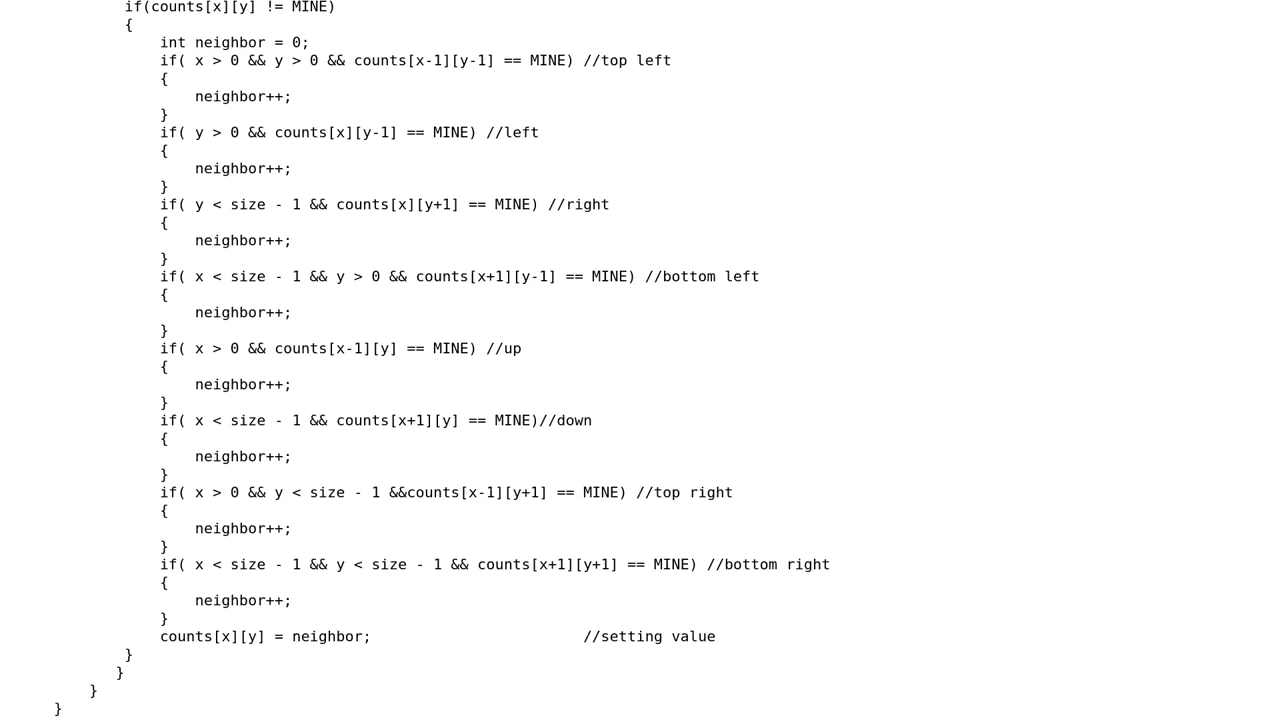 if(counts[x][y] != MINE)
{
int neighbor = 0;
if( x > 0 && y > 0 && counts[x-1][y-1] == MINE) //top left
{
neighbor++;
}
if( y > 0 && counts[x][y-1] == MINE) //left
{
neighbor++;
}
if( y < size - 1 && counts[x][y+1] == MINE) //right
{
neighbor++;
}
if( x < size - 1 && y > 0 && counts[x+1][y-1] == MINE) //bottom left
{
neighbor++;
}
if( x > 0 && counts[x-1][y] == MINE) //up
{
neighbor++;
}
if( x < size - 1 && counts[x+1][y] == MINE)//down
{
neighbor++;
}
if( x > 0 && y < size - 1 &&counts[x-1][y+1] == MINE) //top right
{
neighbor++;
}
if( x < size - 1 && y < size - 1 && counts[x+1][y+1] == MINE) //bottom right
{
neighbor++;
}
counts[x][y] = neighbor; //setting value
}
}
}
}